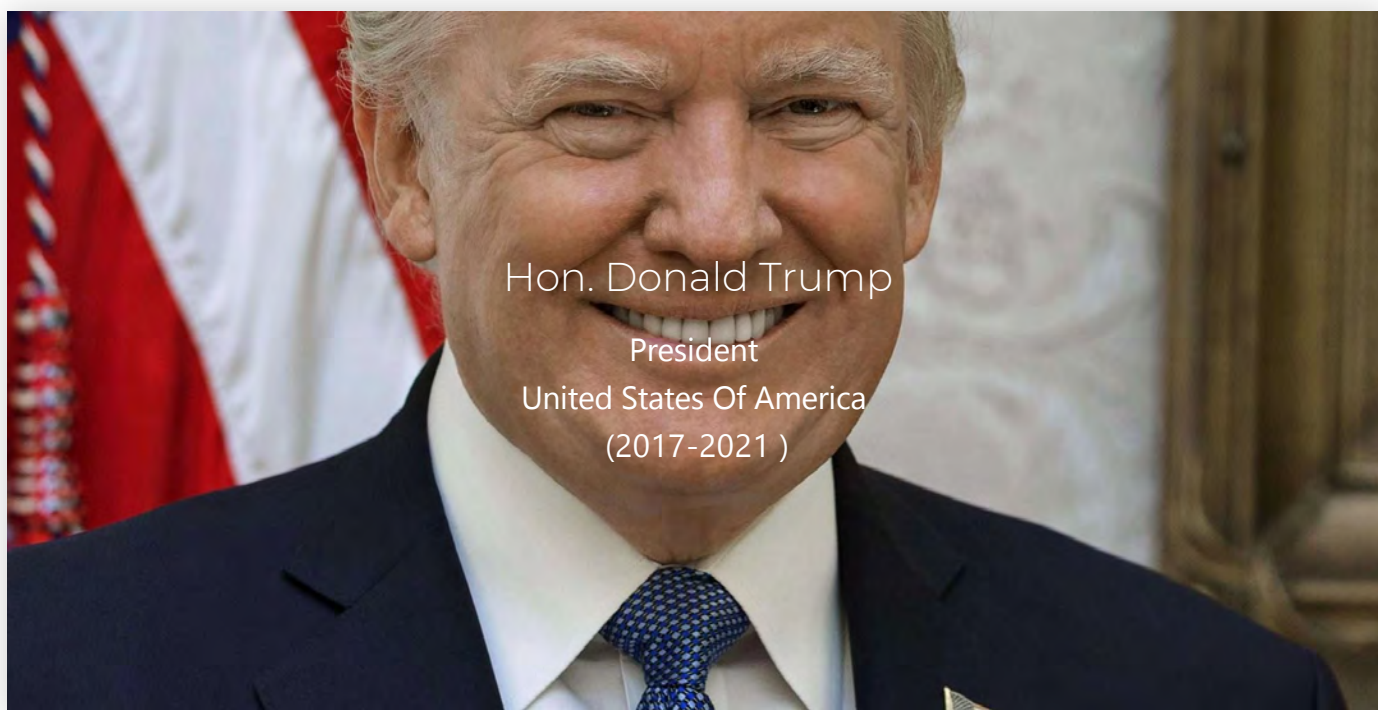 Hon. Donald Trump
President
United States Of America
(2017-2021 )